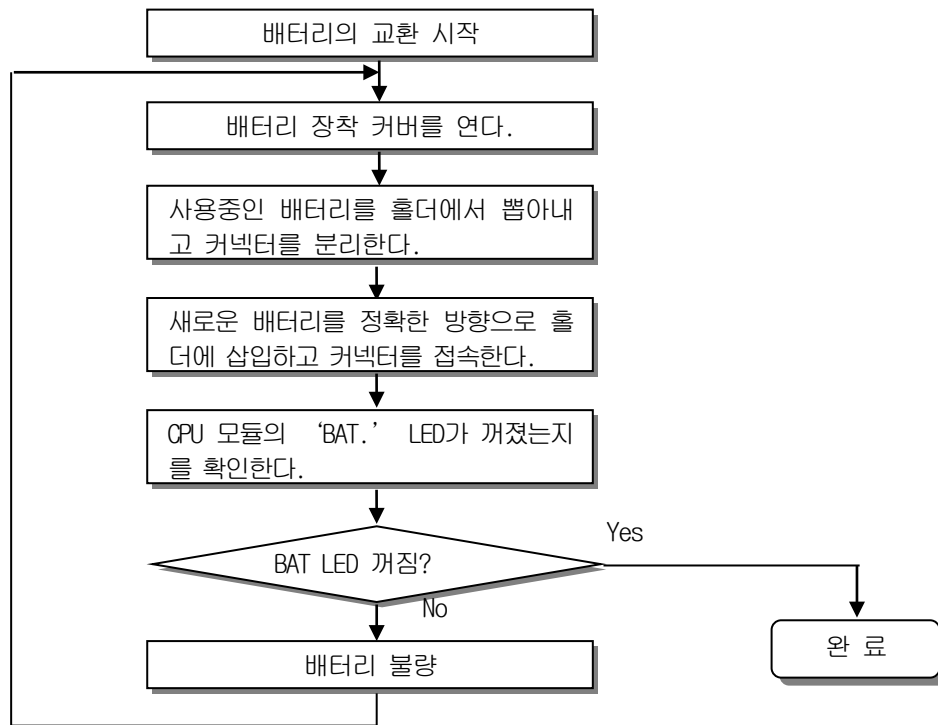 배터리의 교환 시작
배터리 장착 커버를 연다.
사용중인 배터리를 홀더에서 뽑아내
고 커넥터를 분리한다.
새로운 배터리를 정확한 방향으로 홀
더에 삽입하고 커넥터를 접속한다.
CPU 모듈의 ‘BAT.’ LED가 꺼졌는지
를 확인한다.
BAT LED 꺼짐?
Yes
No
배터리 불량
완 료